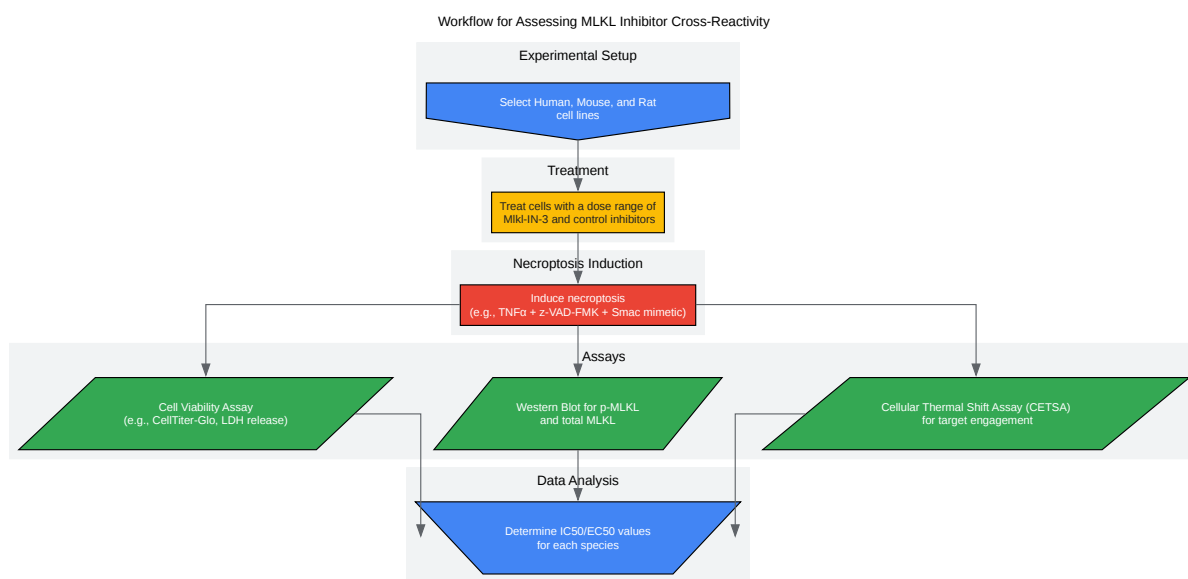 Workflow for Assessing MLKL Inhibitor Cross-Reactivity
Experimental Setup
Select Human, Mouse, and Rat
cell lines
Treatment
Treat cells with a dose range of
Mlkl-IN-3 and control inhibitors
Necroptosis Induction
Induce necroptosis
(e.g., TNFα + z-VAD-FMK + Smac mimetic)
Assays
Cell Viability Assay
(e.g., CellTiter-Glo, LDH release)
Western Blot for p-MLKL
and total MLKL
Cellular Thermal Shift Assay (CETSA)
for target engagement
Data Analysis
Determine IC50/EC50 values
for each species